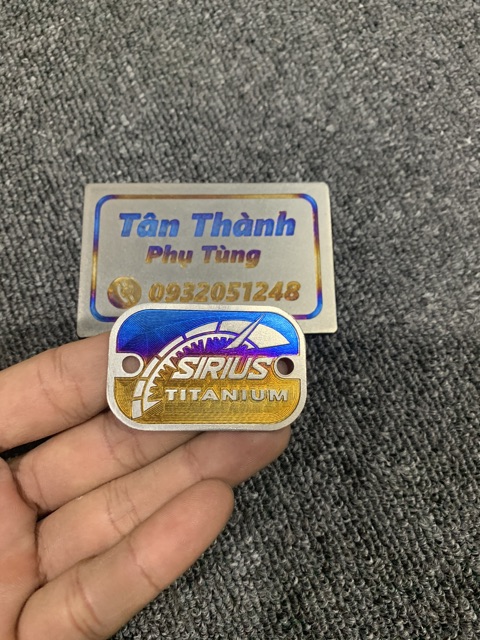 Tân Thành
Phụ Tùng
0932051248
SIRIUS
TITANIUM